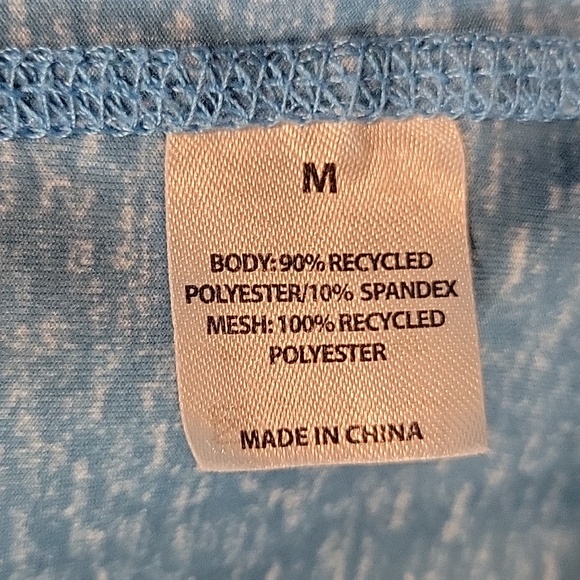 M
BODY: 90% RECYCLED
POLYESTER/10% SPANDEX
MESH: 100% RECYCLED
POLYESTER
MADE IN CHINA